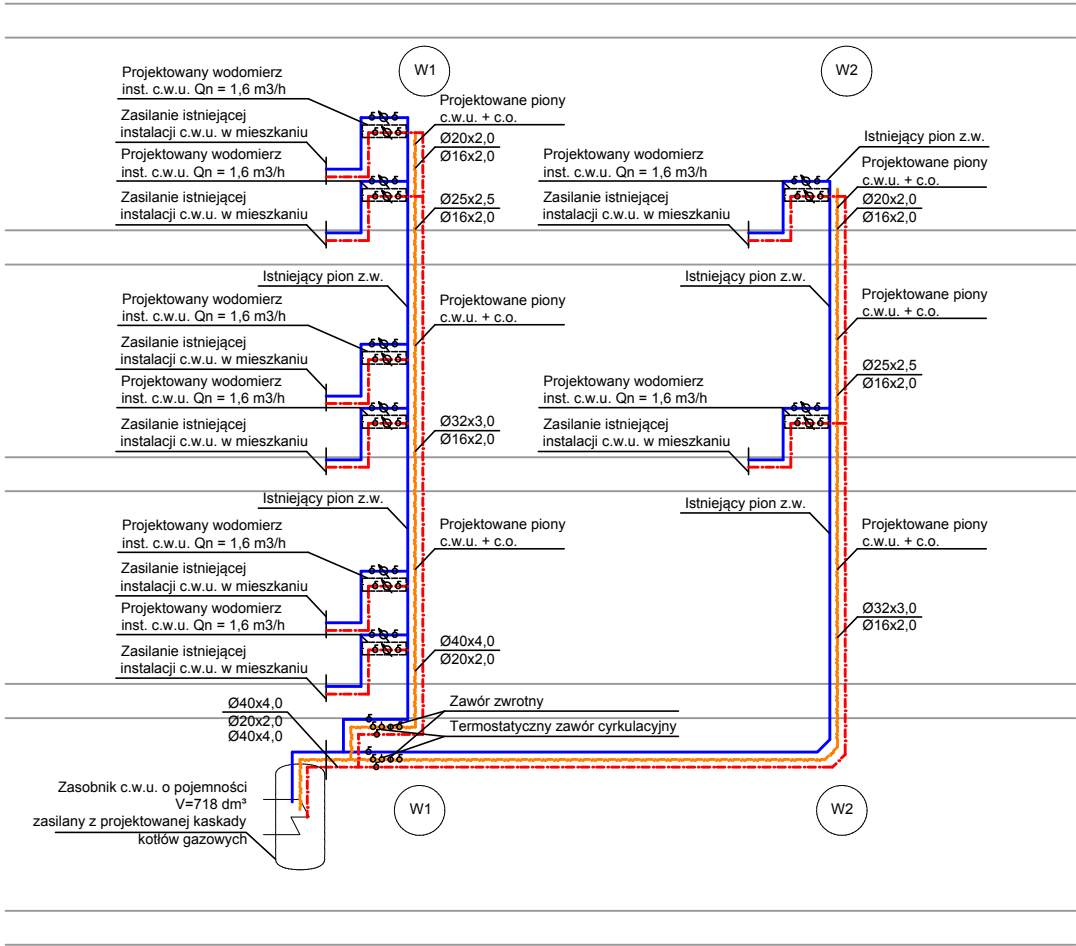 W1
W2
Projektowany wodomierz
inst. c.w.u. Qn = 1,6 m3/h
Zasilanie istniejącej
instalacji c.w.u. w mieszkaniu
Projektowany wodomierz
inst. c.w.u. Qn = 1,6 m3/h
Zasilanie istniejącej
instalacji c.w.u. w mieszkaniu
Projektowane piony
c.w.u. + c.o.
Ø20x2,0
Ø16x2,0
Ø25x2,5
Ø16x2,0
Projektowany wodomierz
inst. c.w.u. Qn = 1,6 m3/h
Zasilanie istniejącej
instalacji c.w.u. w mieszkaniu
Istniejący pion z.w.
Projektowane piony
c.w.u. + c.o.
Ø20x2,0
Ø16x2,0
Istniejący pion z.w.
Projektowany wodomierz
inst. c.w.u. Qn = 1,6 m3/h
Zasilanie istniejącej
instalacji c.w.u. w mieszkaniu
Projektowany wodomierz
inst. c.w.u. Qn = 1,6 m3/h
Zasilanie istniejącej
instalacji c.w.u. w mieszkaniu
Projektowane piony
c.w.u. + c.o.
Ø32x3,0
Ø16x2,0
Istniejący pion z.w.
Projektowane piony
c.w.u. + c.o.
Ø25x2,5
Ø16x2,0
Projektowany wodomierz
inst. c.w.u. Qn = 1,6 m3/h
Zasilanie istniejącej
instalacji c.w.u. w mieszkaniu
Istniejący pion z.w.
Projektowany wodomierz
inst. c.w.u. Qn = 1,6 m3/h
Zasilanie istniejącej
instalacji c.w.u. w mieszkaniu
Projektowany wodomierz
inst. c.w.u. Qn = 1,6 m3/h
Zasilanie istniejącej
instalacji c.w.u. w mieszkaniu
Projektowane piony
c.w.u. + c.o.
Ø40x4,0
Ø20x2,0
Istniejący pion z.w.
Projektowane piony
c.w.u. + c.o.
Ø32x3,0
Ø16x2,0
Ø40x4,0
Ø20x2,0
Ø40x4,0
Zawór zwrotny
Termostatyczny zawór cyrkulacyjny
Zasobnik c.w.u. o pojemności
V=718 dm³
zasilany z projektowanej kaskady
kotłów gazowych
W1
W2